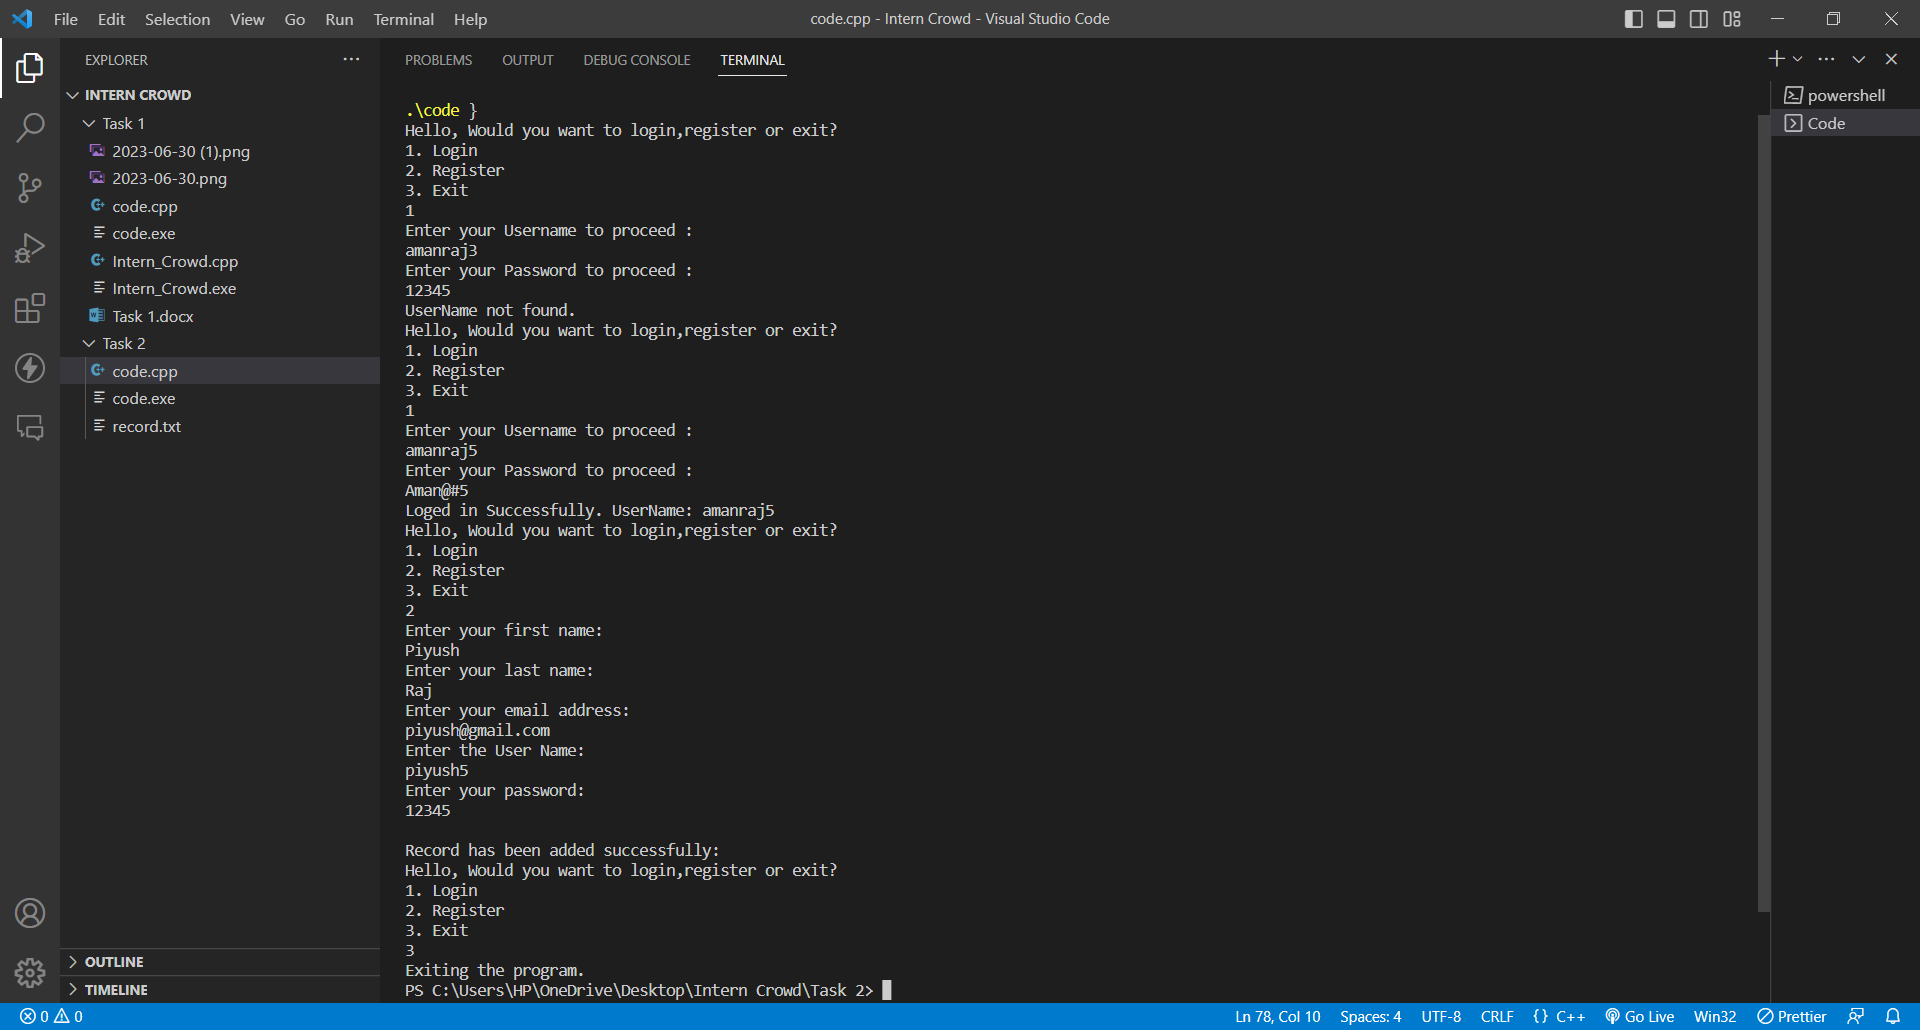 File Edit Selection View Go Run Terminal Help
code.cpp - Intern Crowd - Visual Studio Code
EXPLORER
INTERN CROWD
Task 1
2023-06-30 (1).png
2023-06-30.png
code.cpp
code.exe
Intern_Crowd.cpp
Intern_Crowd.exe
Task 1.docx
Task 2
code.cpp
code.exe
record.txt
OUTLINE
TIMELINE
PROBLEMS OUTPUT DEBUG CONSOLE TERMINAL
.\code }
Hello, Would you want to login,register or exit?
1. Login
2. Register
3. Exit
1
Enter your Username to proceed :
amanraj3
Enter your Password to proceed :
12345
UserName not found.
Hello, Would you want to login,register or exit?
1. Login
2. Register
3. Exit
1
Enter your Username to proceed :
amanraj5
Enter your Password to proceed :
Aman@#5
Loged in Successfully. UserName: amanraj5
Hello, Would you want to login,register or exit?
1. Login
2. Register
3. Exit
2
Enter your first name:
Piyush
Enter your last name:
Raj
Enter your email address:
piyush@gmail.com
Enter the User Name:
piyush5
Enter your password:
12345
Record has been added successfully:
Hello, Would you want to login,register or exit?
1. Login
2. Register
3. Exit
3
Exiting the program.
PS C:\Users\HP\OneDrive\Desktop\Intern Crowd\Task 2>
powershell
Code
0 0
Ln 78, Col 10 Spaces: 4 UTF-8 CRLF {} C++ Go Live Win32 Prettier